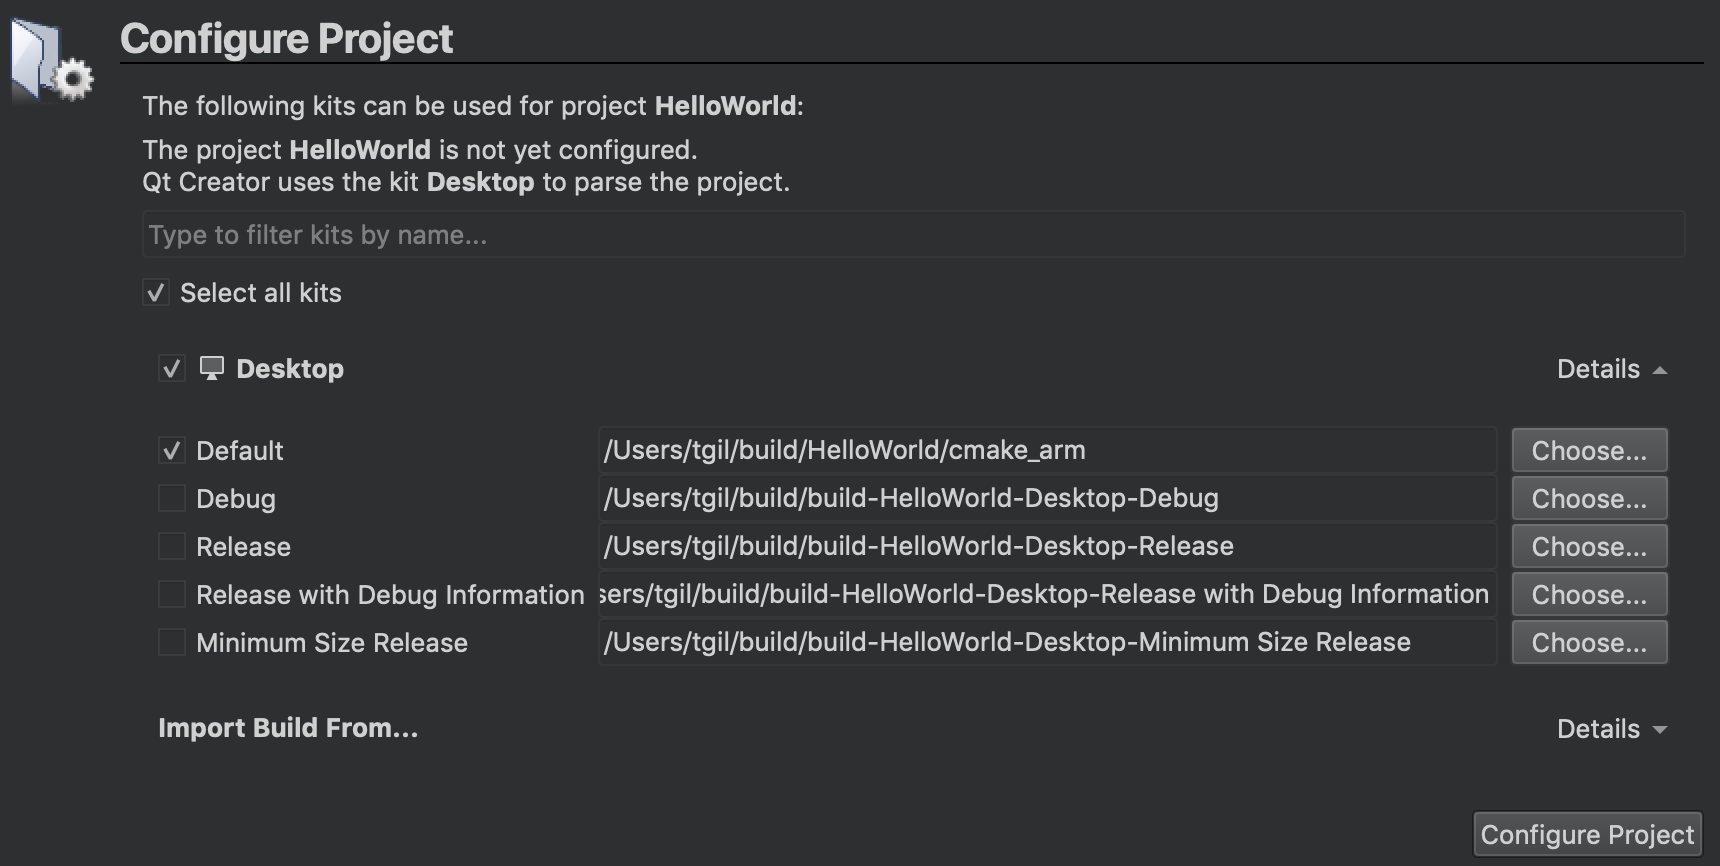 Configure Project
The following kits can be used for project HelloWorld:
The project HelloWorld is not yet configured.
Qt Creator uses the kit Desktop to parse the project.
Type to filter kits by name...
Select all kits
Desktop Details
Default /Users/tgil/build/HelloWorld/cmake_arm Choose...
Debug /Users/tgil/build/build-HelloWorld-Desktop-Debug Choose...
Release /Users/tgil/build/build-HelloWorld-Desktop-Release Choose...
Release with Debug Information sers/tgil/build/build-HelloWorld-Desktop-Release with Debug Information Choose...
Minimum Size Release /Users/tgil/build/build-HelloWorld-Desktop-Minimum Size Release Choose...
Import Build From... Details
Configure Project